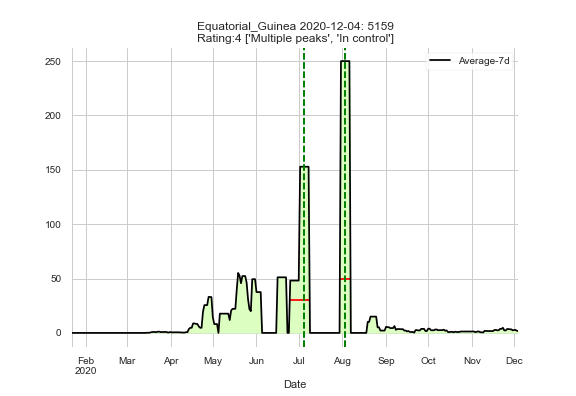 Equatorial_Guinea 2020-12-04: 5159
Rating:4 ['Multiple peaks', 'In control']
Average-7d
250
200
150
100
50
0
Feb Mar Apr May Jun Jul Aug Sep Oct Nov Dec
2020
Date